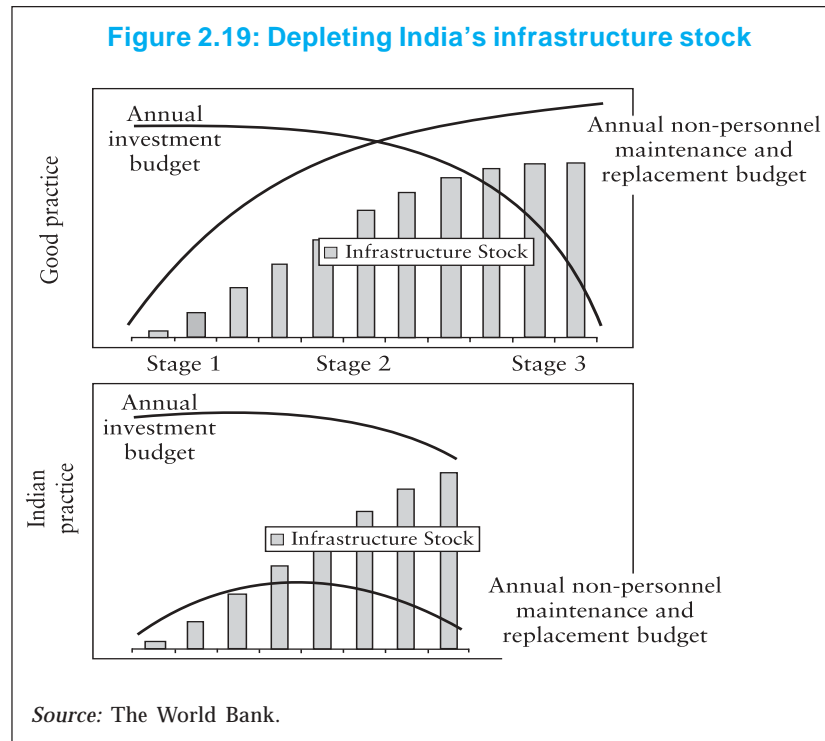 Figure 2.19: Depleting India's infrastructure stock
Annual
investment
budget
Annual non-personnel
maintenance and
replacement budget
Good practice
Infrastructure Stock
Stage 1
Stage 2
Stage 3
Annual
investment
budget
Indian
practice
Infrastructure Stock
Annual non-personnel
maintenance and
replacement budget
Source: The World Bank.